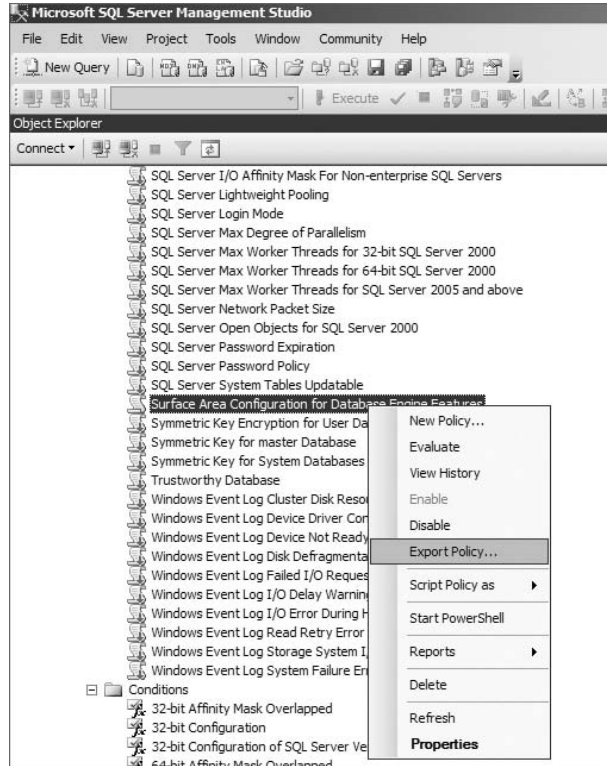 Microsoft SQL Server Management Studio
File Edit View Project Tools Window Community Help
New Query
Execute
Object Explorer
Connect
SQL Server I/O Affinity Mask For Non-enterprise SQL Servers
SQL Server Lightweight Pooling
SQL Server Login Mode
SQL Server Max Degree of Parallelism
SQL Server Max Worker Threads for 32-bit SQL Server 2000
SQL Server Max Worker Threads for 64-bit SQL Server 2000
SQL Server Max Worker Threads for SQL Server 2005 and above
SQL Server Network Packet Size
SQL Server Open Objects for SQL Server 2000
SQL Server Password Expiration
SQL Server Password Policy
SQL Server System Tables Updatable
Surface Area Configuration for Database Engine Features
Symmetric Key Encryption for User Da
Symmetric Key for master Database
Symmetric Key for System Databases
Trustworthy Database
Windows Event Log Cluster Disk Reso
Windows Event Log Device Driver Con
Windows Event Log Device Not Ready
Windows Event Log Disk Defragmenta
Windows Event Log Failed I/O Reques
Windows Event Log I/O Delay Warnin
Windows Event Log I/O Error During H
Windows Event Log Read Retry Error
Windows Event Log Storage System I
Windows Event Log System Failure Er
Conditions
32-bit Affinity Mask Overlapped
32-bit Configuration
32-bit Configuration of SQL Server Ve
64-bit Affinity Mask Overlapped
New Policy...
Evaluate
View History
Enable
Disable
Export Policy...
Script Policy as
Start PowerShell
Reports
Delete
Refresh
Properties